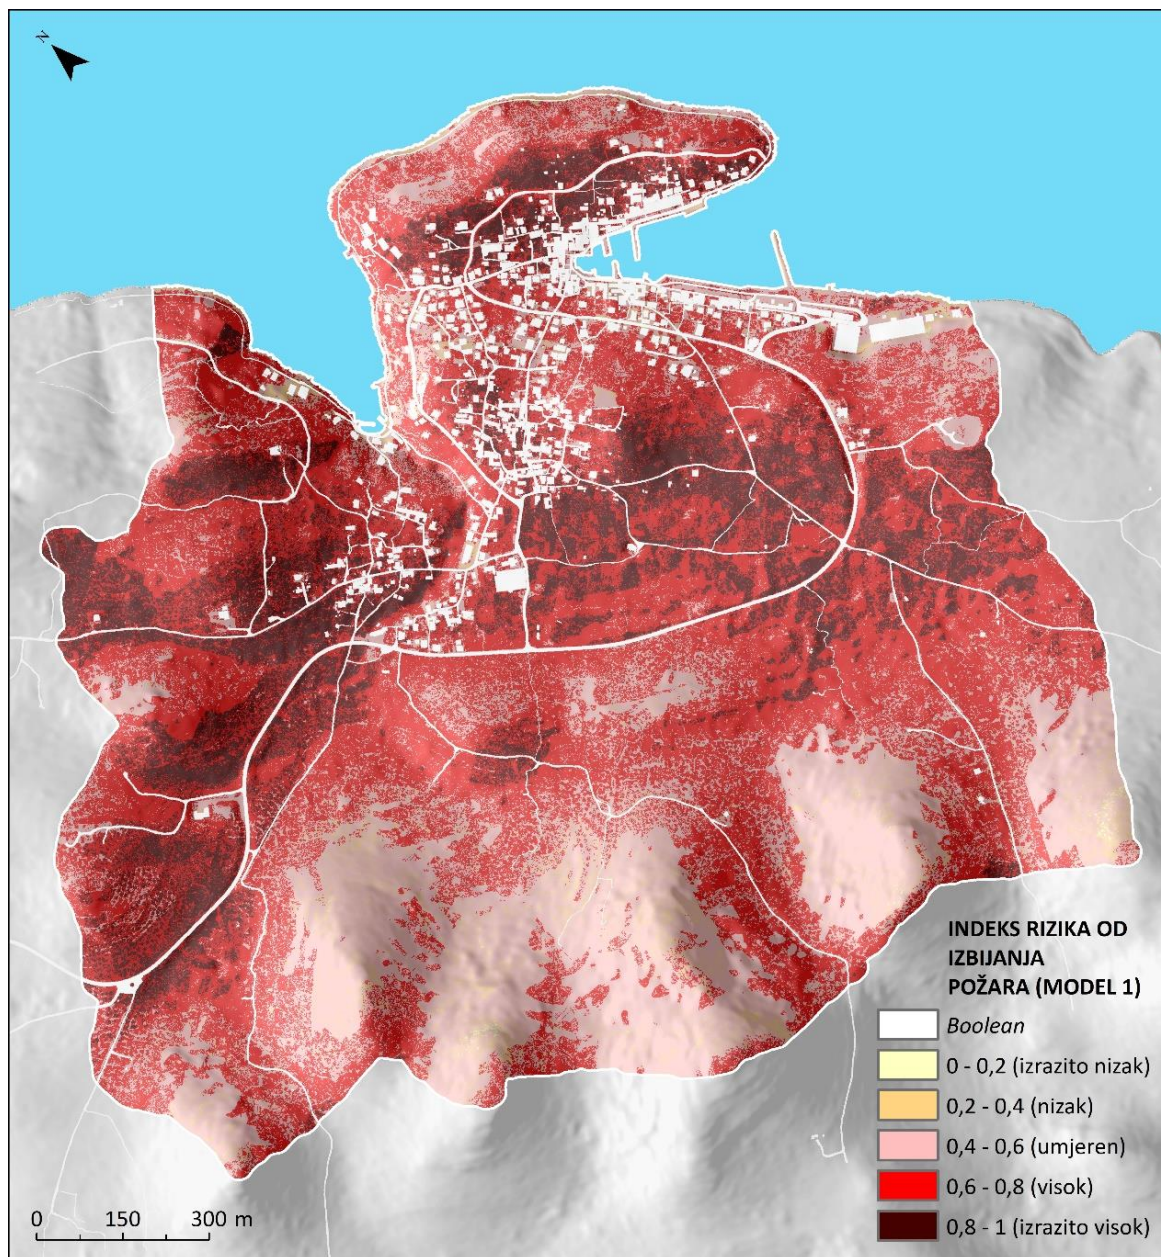 N
INDEKS RIZIKA OD
IZBIJANJA
POŽARA (MODEL 1)
Boolean
0 - 0,2 (izrazito nizak)
0,2 - 0,4 (nizak)
0,4 - 0,6 (umjeren)
0,6 - 0,8 (visok)
0,8 - 1 (izrazito visok)
0 150 300 m